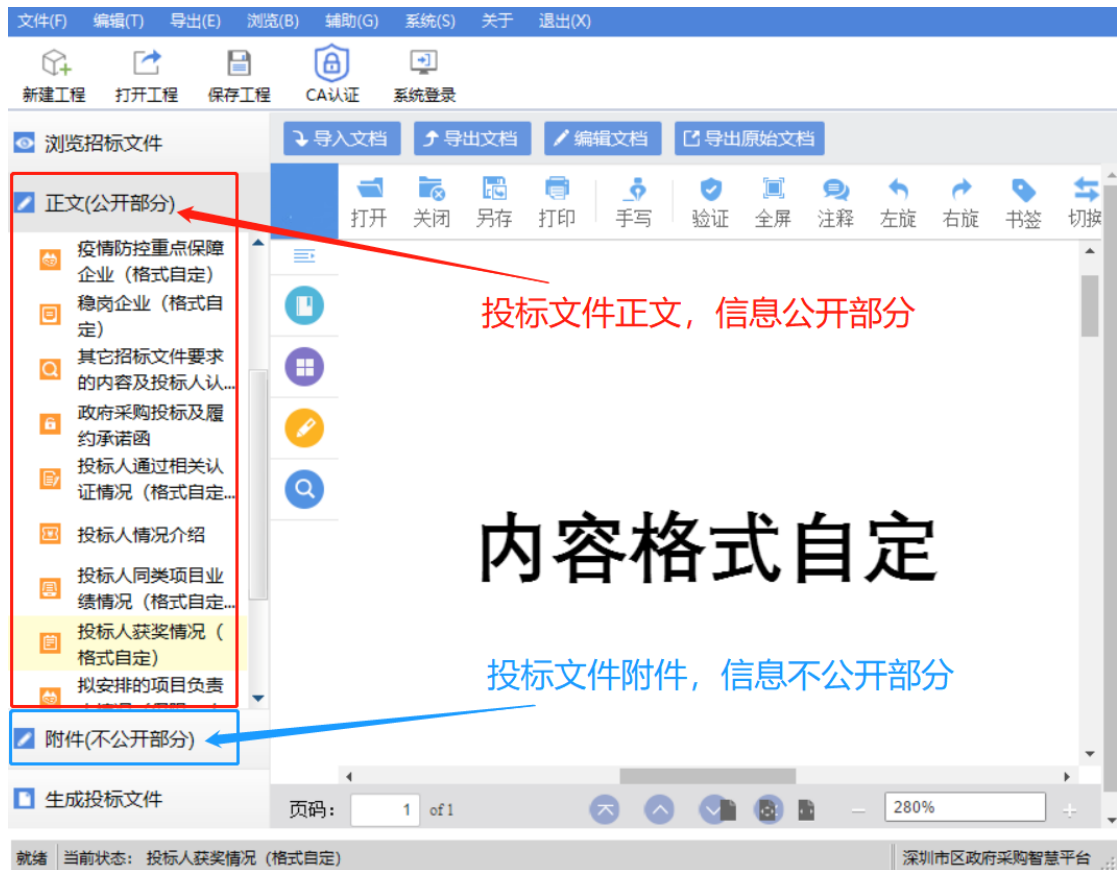 文件(F) 编辑(T) 导出(E) 浏览(B) 辅助(G) 系统(S) 关于 退出(X)
新建工程 打开工程 保存工程 CA认证 系统登录
浏览招标文件
导入文档 导出文档 编辑文档 导出原始文档
正文(公开部分)
打开 关闭 另存 打印 手写 验证 全屏 注释 左旋 右旋 书签 切换
疫情防控重点保障
企业（格式自定）
稳岗企业（格式自
定）
其它招标文件要求
的内容及投标人认...
政府采购投标及履
约承诺函
投标人通过相关认
证情况（格式自定...
投标人情况介绍
投标人同类项目业
绩情况（格式自定...
投标人获奖情况（
格式自定）
拟安排的项目负责
投标文件正文，信息公开部分
内容格式自定
投标文件附件，信息不公开部分
附件(不公开部分)
生成投标文件
页码： 1 of 1 280%
就绪 当前状态： 投标人获奖情况（格式自定） 深圳市区政府采购智慧平台